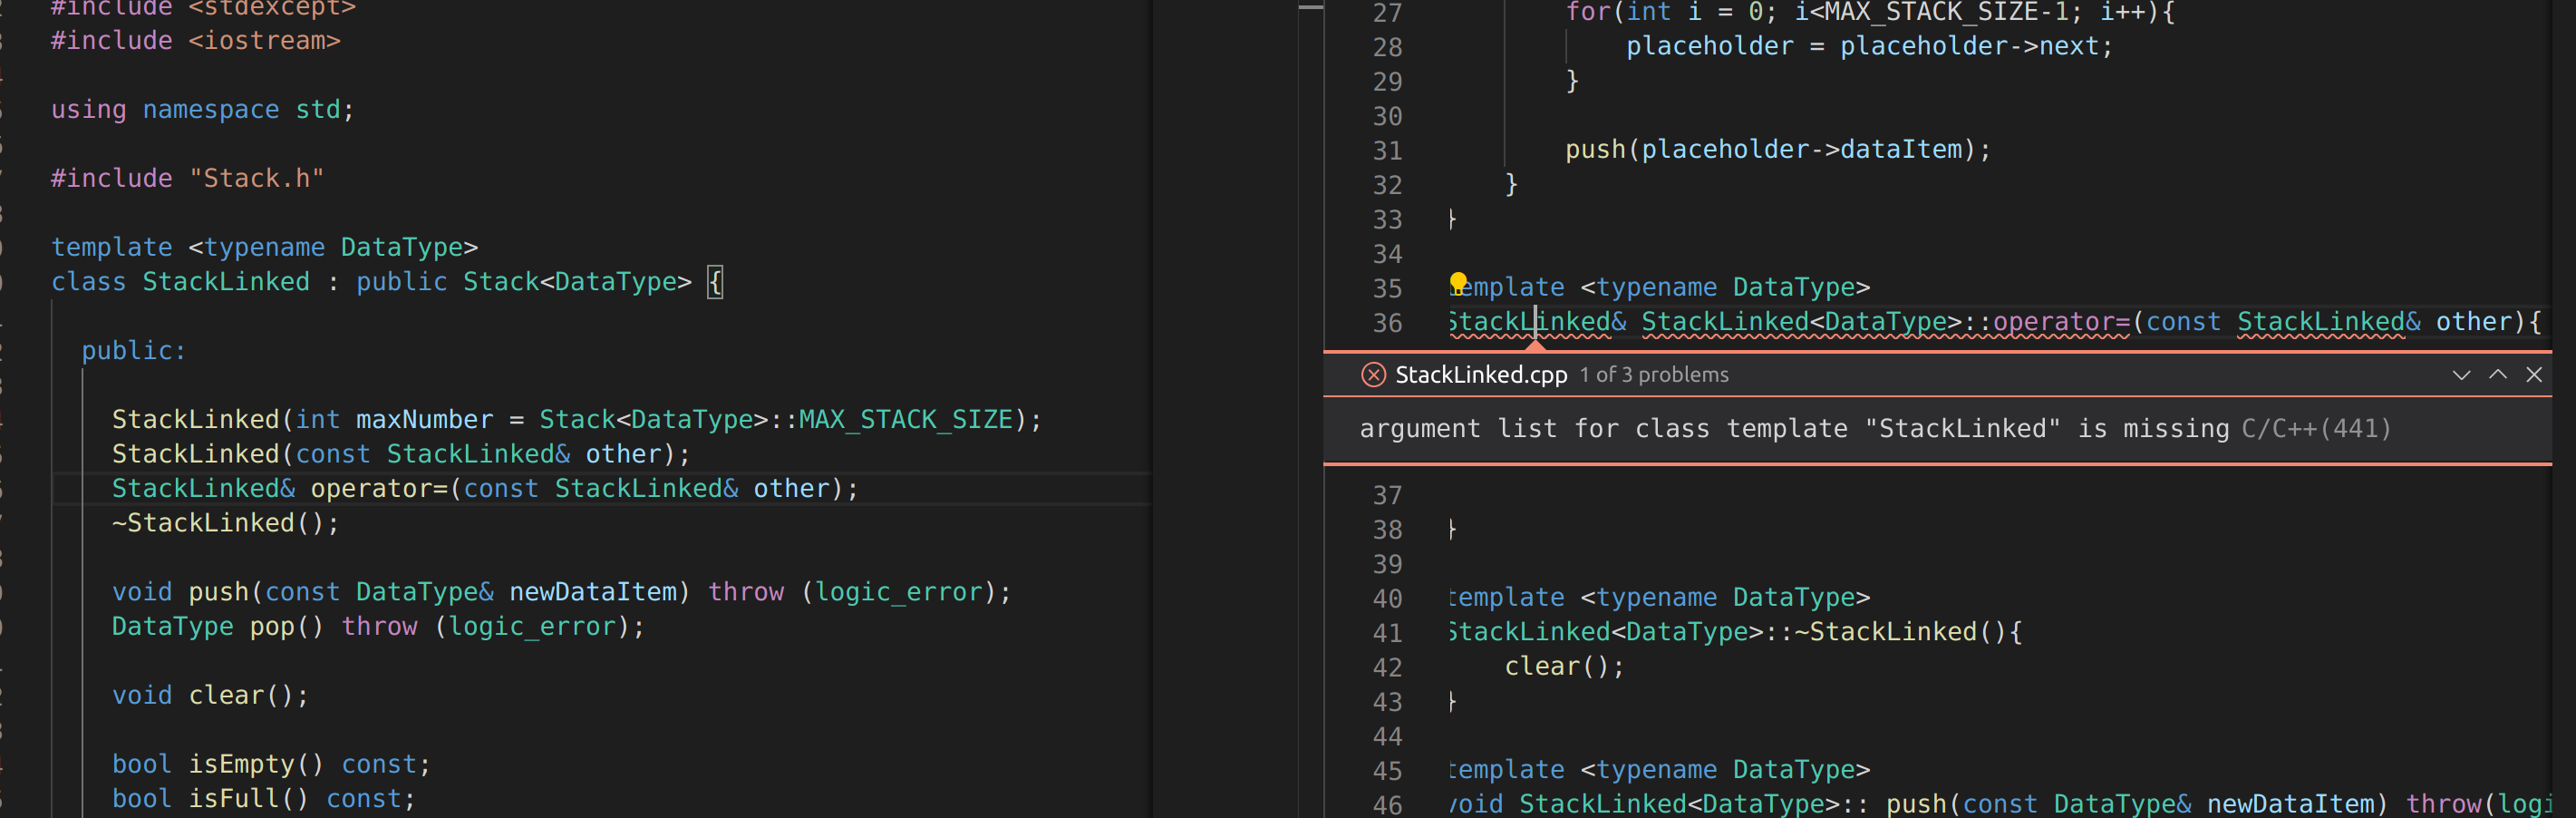 #include <stdexcept>
#include <iostream>
using namespace std;
#include "Stack.h"
template <typename DataType>
class StackLinked : public Stack<DataType> {
public:
StackLinked(int maxNumber = Stack<DataType>::MAX_STACK_SIZE);
StackLinked(const StackLinked& other);
StackLinked& operator=(const StackLinked& other);
~StackLinked();
void push(const DataType& newDataItem) throw (logic_error);
DataType pop() throw (logic_error);
void clear();
bool isEmpty() const;
bool isFull() const;
27 for(int i = 0; i<MAX_STACK_SIZE-1; i++){
28 placeholder = placeholder->next;
29 }
30
31 push(placeholder->dataItem);
32 }
33 }
34
35 template <typename DataType>
36 StackLinked& StackLinked<DataType>::operator=(const StackLinked& other){
StackLinked.cpp 1 of 3 problems
argument list for class template "StackLinked" is missing C/C++(441)
37
38 }
39
40 template <typename DataType>
41 StackLinked<DataType>::~StackLinked(){
42 clear();
43 }
44
45 template <typename DataType>
46 void StackLinked<DataType>:: push(const DataType& newDataItem) throw(logi